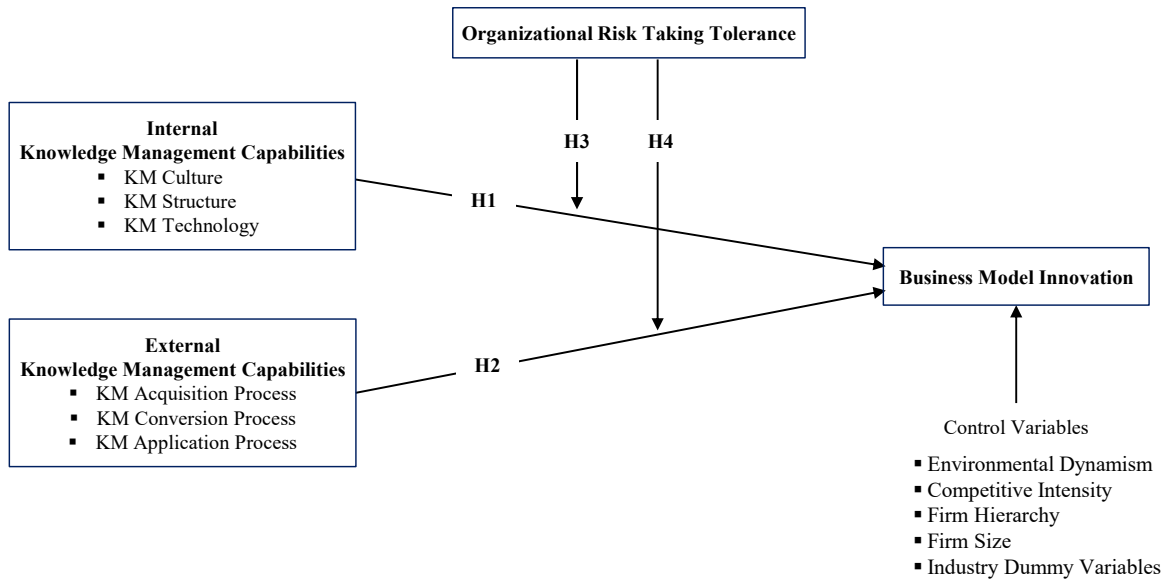 Organizational Risk Taking Tolerance
Internal
Knowledge Management Capabilities
▪ KM Culture
▪ KM Structure
▪ KM Technology
H3
H4
H1
Business Model Innovation
External
Knowledge Management Capabilities
▪ KM Acquisition Process
▪ KM Conversion Process
▪ KM Application Process
H2
Control Variables
▪ Environmental Dynamism
▪ Competitive Intensity
▪ Firm Hierarchy
▪ Firm Size
▪ Industry Dummy Variables